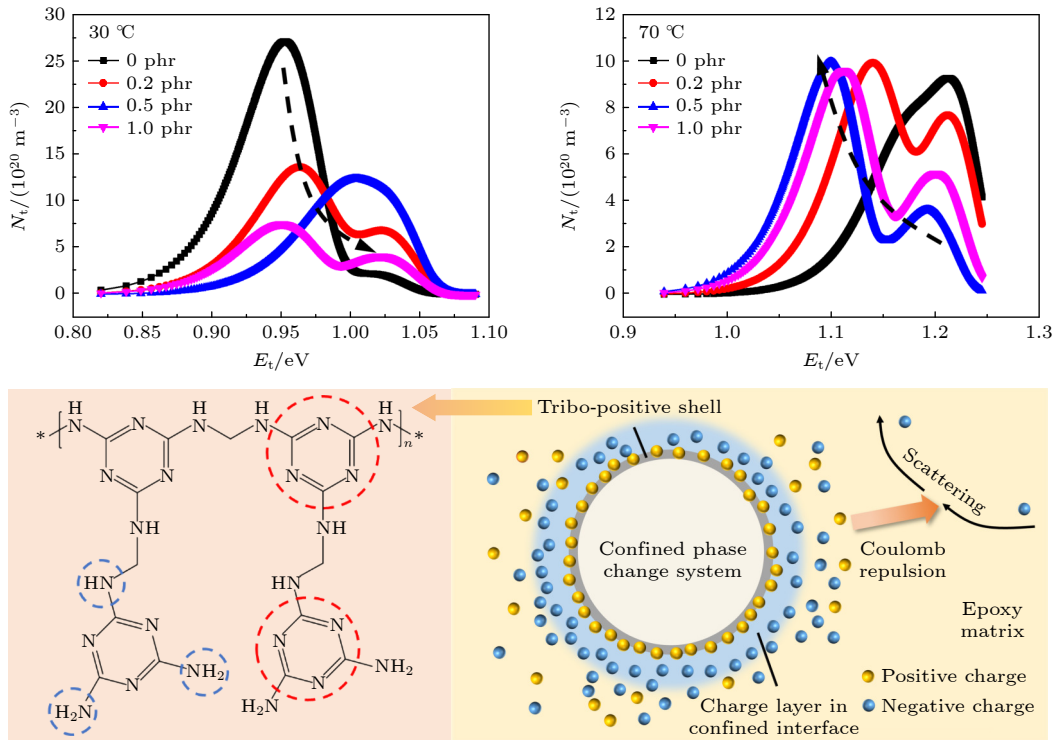 30 ℃
0 phr
0.2 phr
0.5 phr
1.0 phr
30
25
20
15
10
5
0
N_t/(10^20 m^−3)
0.80 0.85 0.90 0.95 1.00 1.05 1.10
E_t/eV
70 ℃
0 phr
0.2 phr
0.5 phr
1.0 phr
12
10
8
6
4
2
0
N_t/(10^20 m^−3)
0.9 1.0 1.1 1.2 1.3
E_t/eV
H H H H
* [ N N N N ]n *
N N N N
N N
NH NH
HN HN
N N N N
N NH2 N NH2
H2N H2N
Tribo-positive shell
Scattering
Confined phase
change system
Coulomb
repulsion
Epoxy
matrix
Positive charge
Negative charge
Charge layer in
confined interface